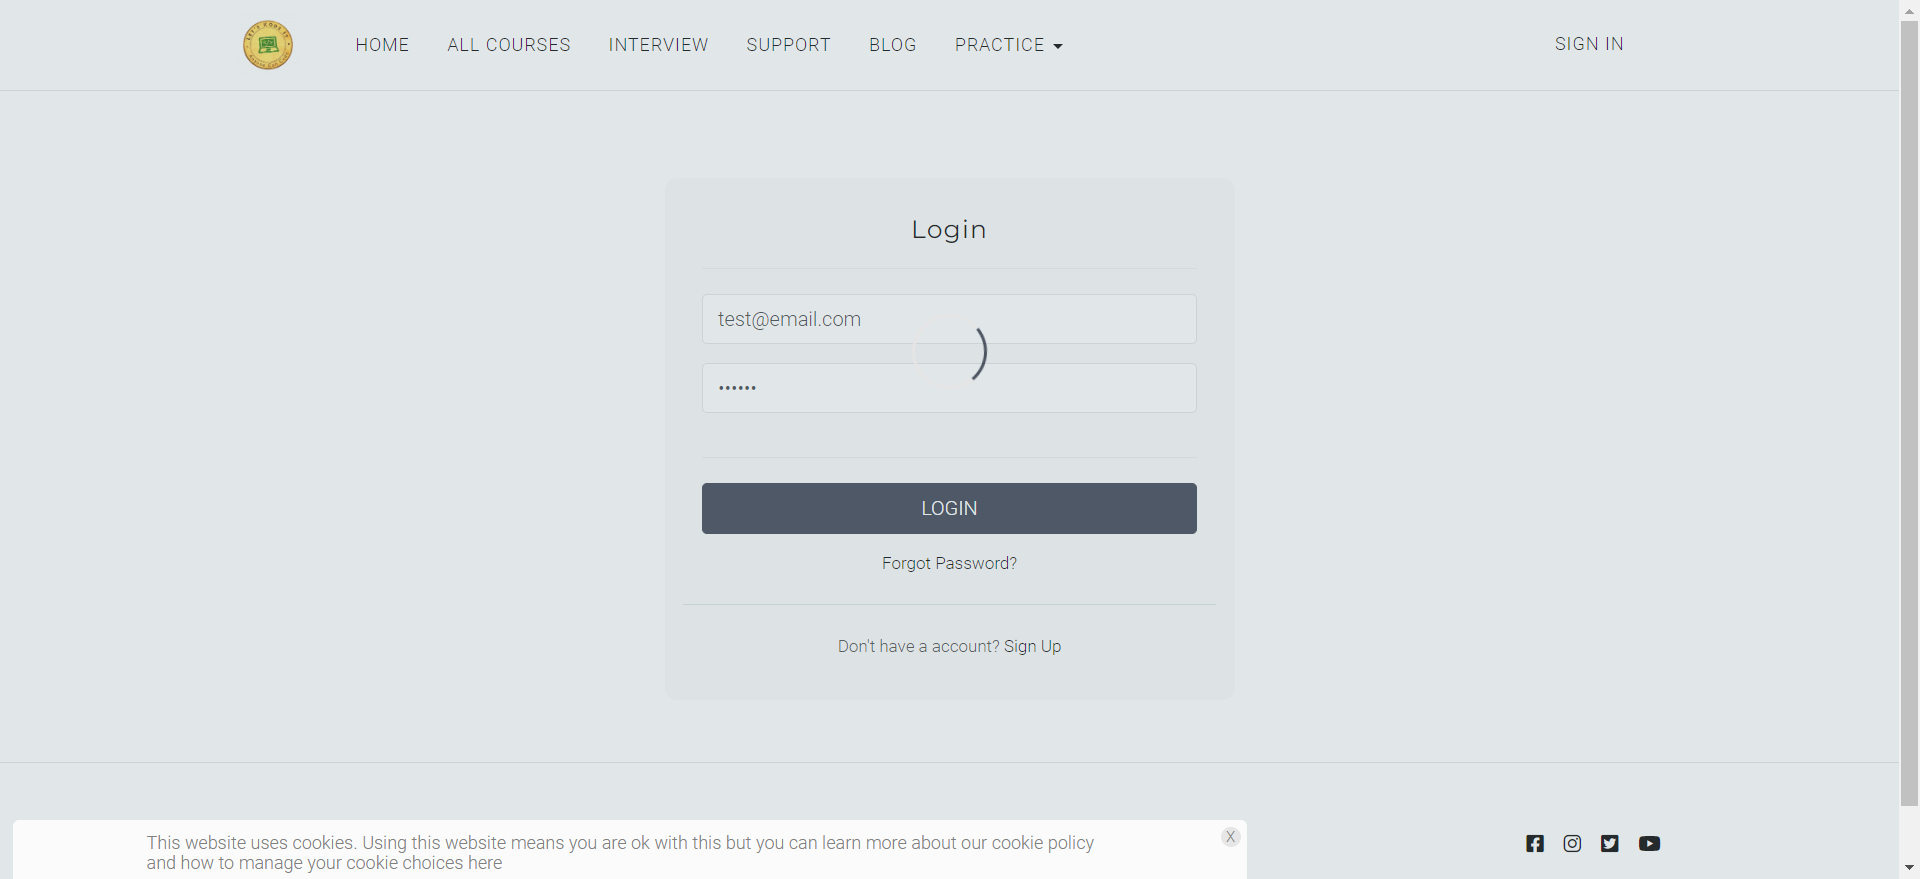 HOME ALL COURSES INTERVIEW SUPPORT BLOG PRACTICE SIGN IN
Login
test@email.com
••••••
LOGIN
Forgot Password?
Don't have a account? Sign Up
This website uses cookies. Using this website means you are ok with this but you can learn more about our cookie policy
and how to manage your cookie choices here
X